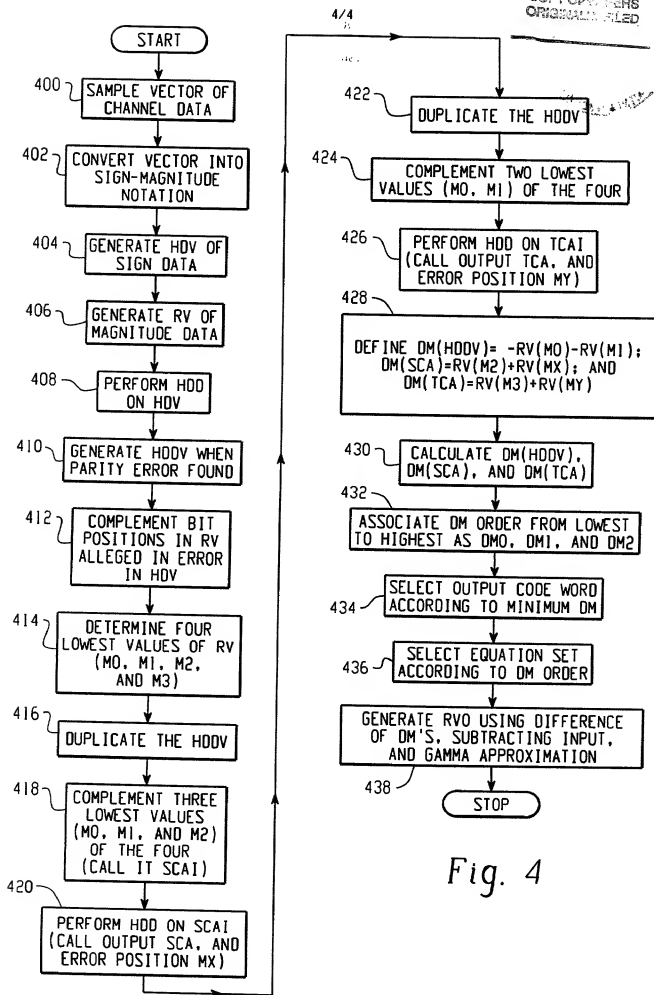 4/4
ORIGINALLY FILED
START
400
SAMPLE VECTOR OF
CHANNEL DATA
402
CONVERT VECTOR INTO
SIGN-MAGNITUDE
NOTATION
404
GENERATE HDV OF
SIGN DATA
406
GENERATE RV OF
MAGNITUDE DATA
408
PERFORM HDD
ON HDV
410
GENERATE HDDV WHEN
PARITY ERROR FOUND
412
COMPLEMENT BIT
POSITIONS IN RV
ALLEGED IN ERROR
IN HDV
414
DETERMINE FOUR
LOWEST VALUES OF RV
(M0, M1, M2,
AND M3)
416
DUPLICATE THE HDDV
418
COMPLEMENT THREE
LOWEST VALUES
(M0, M1, AND M2)
OF THE FOUR
(CALL IT SCAI)
420
PERFORM HDD ON SCAI
(CALL OUTPUT SCA, AND
ERROR POSITION MX)
422
DUPLICATE THE HDDV
424
COMPLEMENT TWO LOWEST
VALUES (M0, M1) OF THE FOUR
426
PERFORM HDD ON TCAI
(CALL OUTPUT TCA, AND
ERROR POSITION MY)
428
DEFINE DM(HDDV)= -RV(M0)-RV(M1);
DM(SCA)=RV(M2)+RV(MX); AND
DM(TCA)=RV(M3)+RV(MY)
430
CALCULATE DM(HDDV),
DM(SCA), AND DM(TCA)
432
ASSOCIATE DM ORDER FROM LOWEST
TO HIGHEST AS DM0, DM1, AND DM2
434
SELECT OUTPUT CODE WORD
ACCORDING TO MINIMUM DM
436
SELECT EQUATION SET
ACCORDING TO DM ORDER
GENERATE RVO USING DIFFERENCE
OF DM'S, SUBTRACTING INPUT,
AND GAMMA APPROXIMATION
438
STOP
Fig. 4